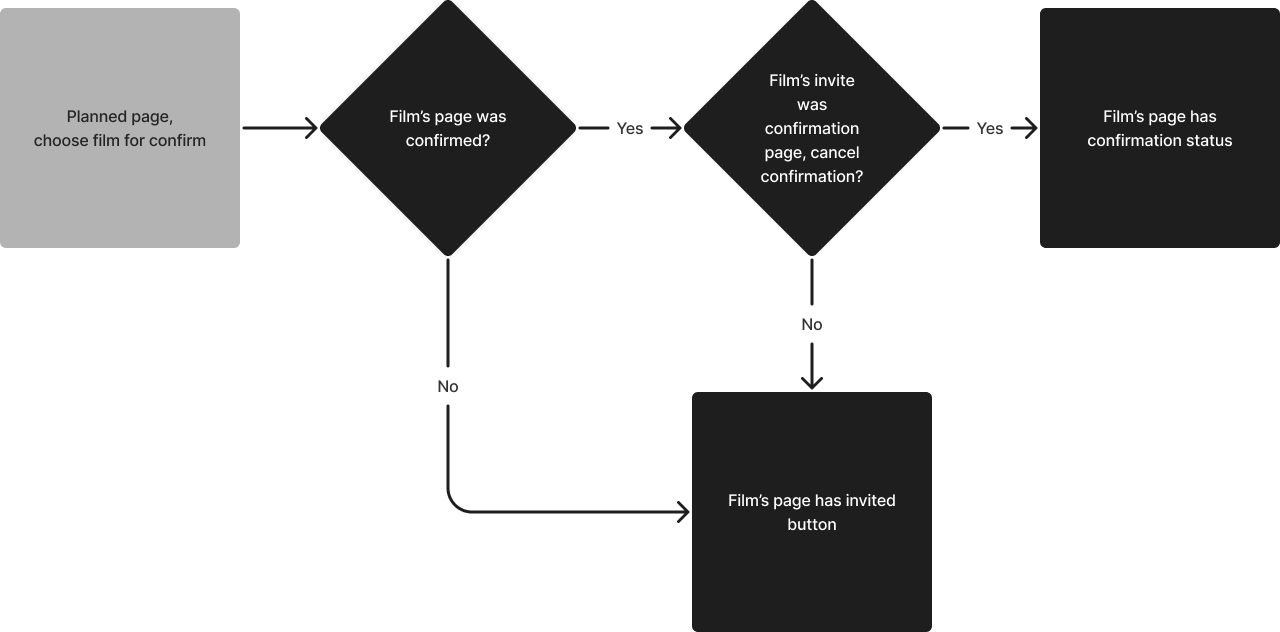 Planned page,
choose film for confirm
Film’s page was
confirmed?
Yes
Film’s invite
was
confirmation
page, cancel
confirmation?
Yes
Film’s page has
confirmation status
No
No
Film’s page has invited
button